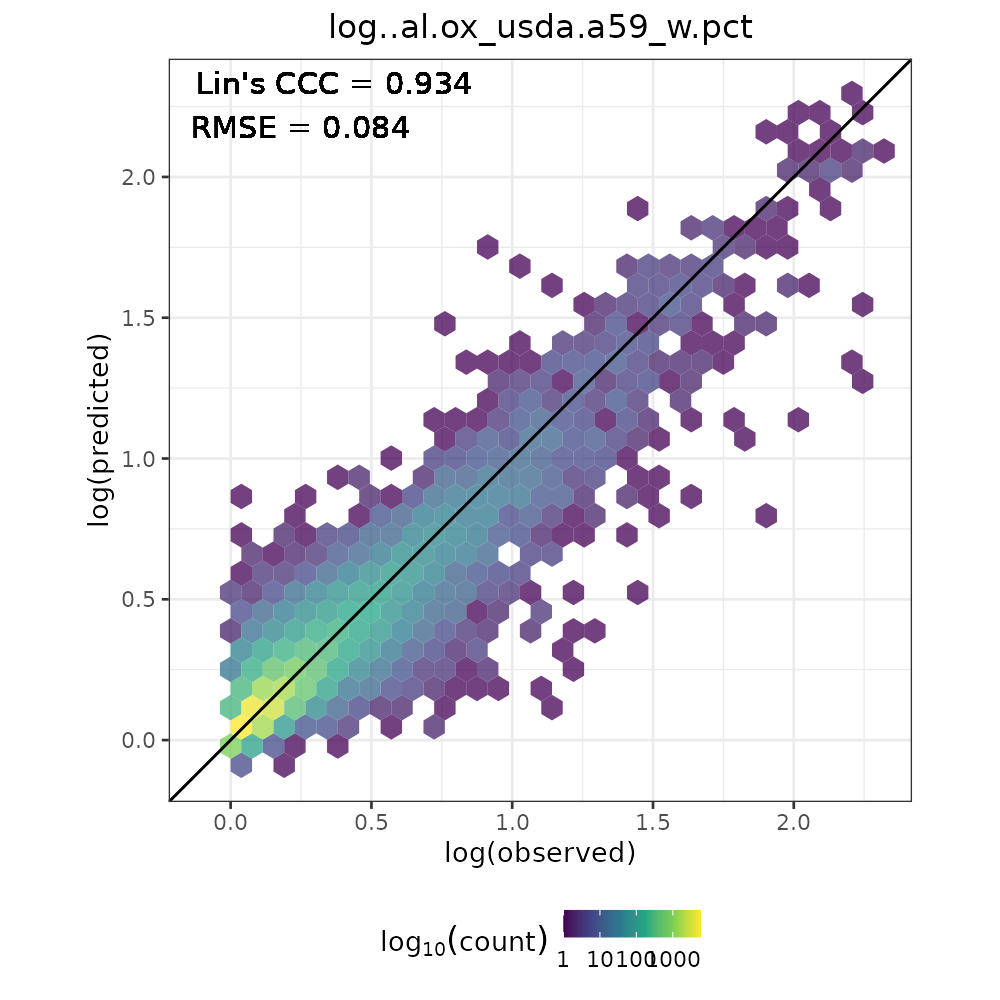 log..al.ox_usda.a59_w.pct
Lin's CCC = 0.934
RMSE = 0.084
log(predicted)
2.0
1.5
1.0
0.5
0.0
0.0 0.5 1.0 1.5 2.0
log(observed)
log10(count)
1 10 100 1000